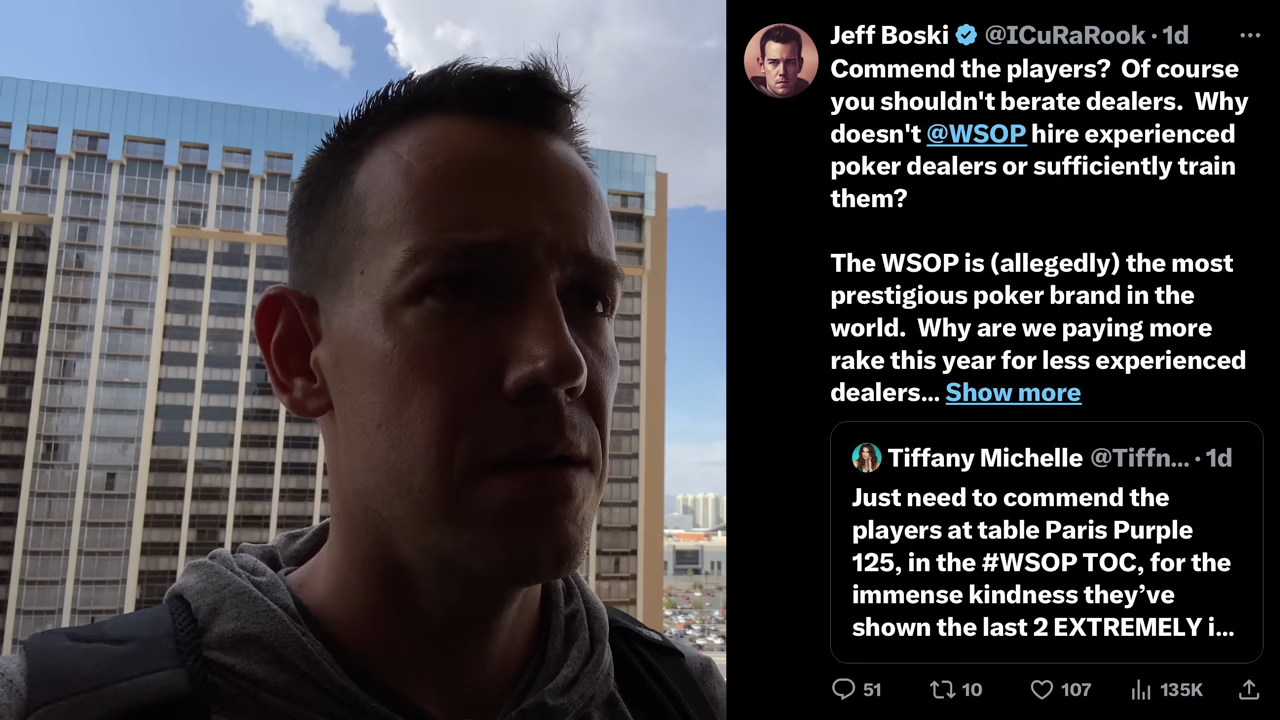 Jeff Boski @ICuRaRook · 1d
Commend the players?  Of course
you shouldn't berate dealers.  Why
doesn't @WSOP hire experienced
poker dealers or sufficiently train
them?
The WSOP is (allegedly) the most
prestigious poker brand in the
world.  Why are we paying more
rake this year for less experienced
dealers... Show more
Tiffany Michelle @Tiffn... · 1d
Just need to commend the
players at table Paris Purple
125, in the #WSOP TOC, for the
immense kindness they’ve
shown the last 2 EXTREMELY i...
51 10 107 135K